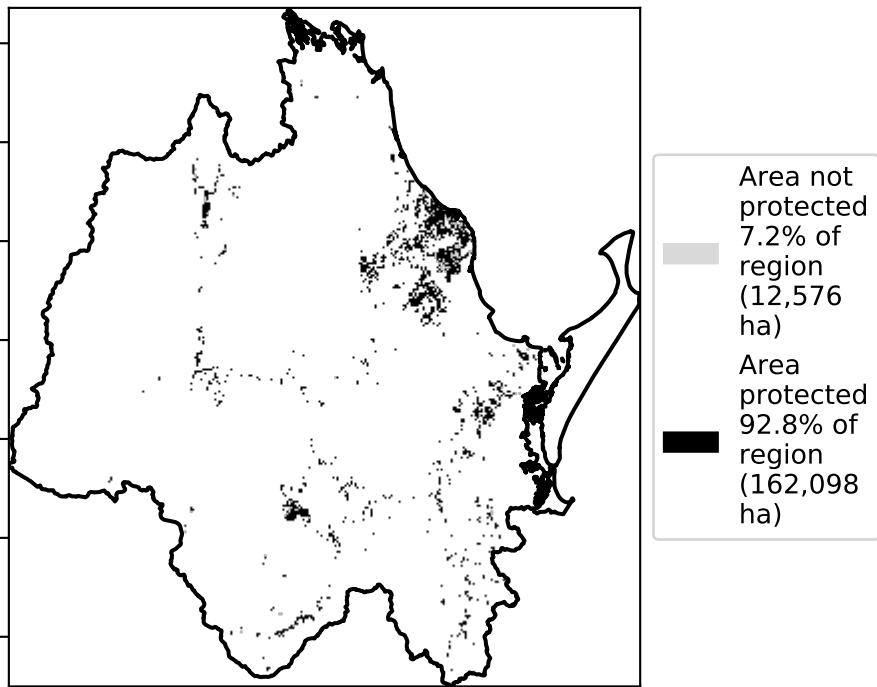 Area not
protected
7.2% of
region
(12,576
ha)
Area
protected
92.8% of
region
(162,098
ha)